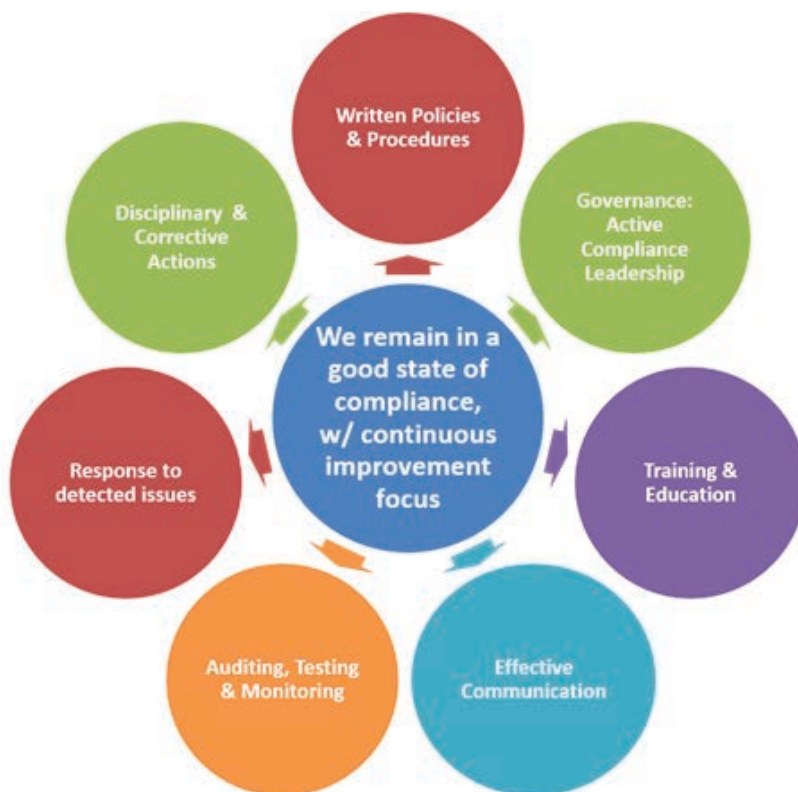 Written Policies
& Procedures
Governance:
Active
Compliance
Leadership
Training &
Education
Effective
Communication
Auditing, Testing
& Monitoring
Response to
detected issues
Disciplinary &
Corrective
Actions
We remain in a
good state of
compliance,
w/ continuous
improvement
focus